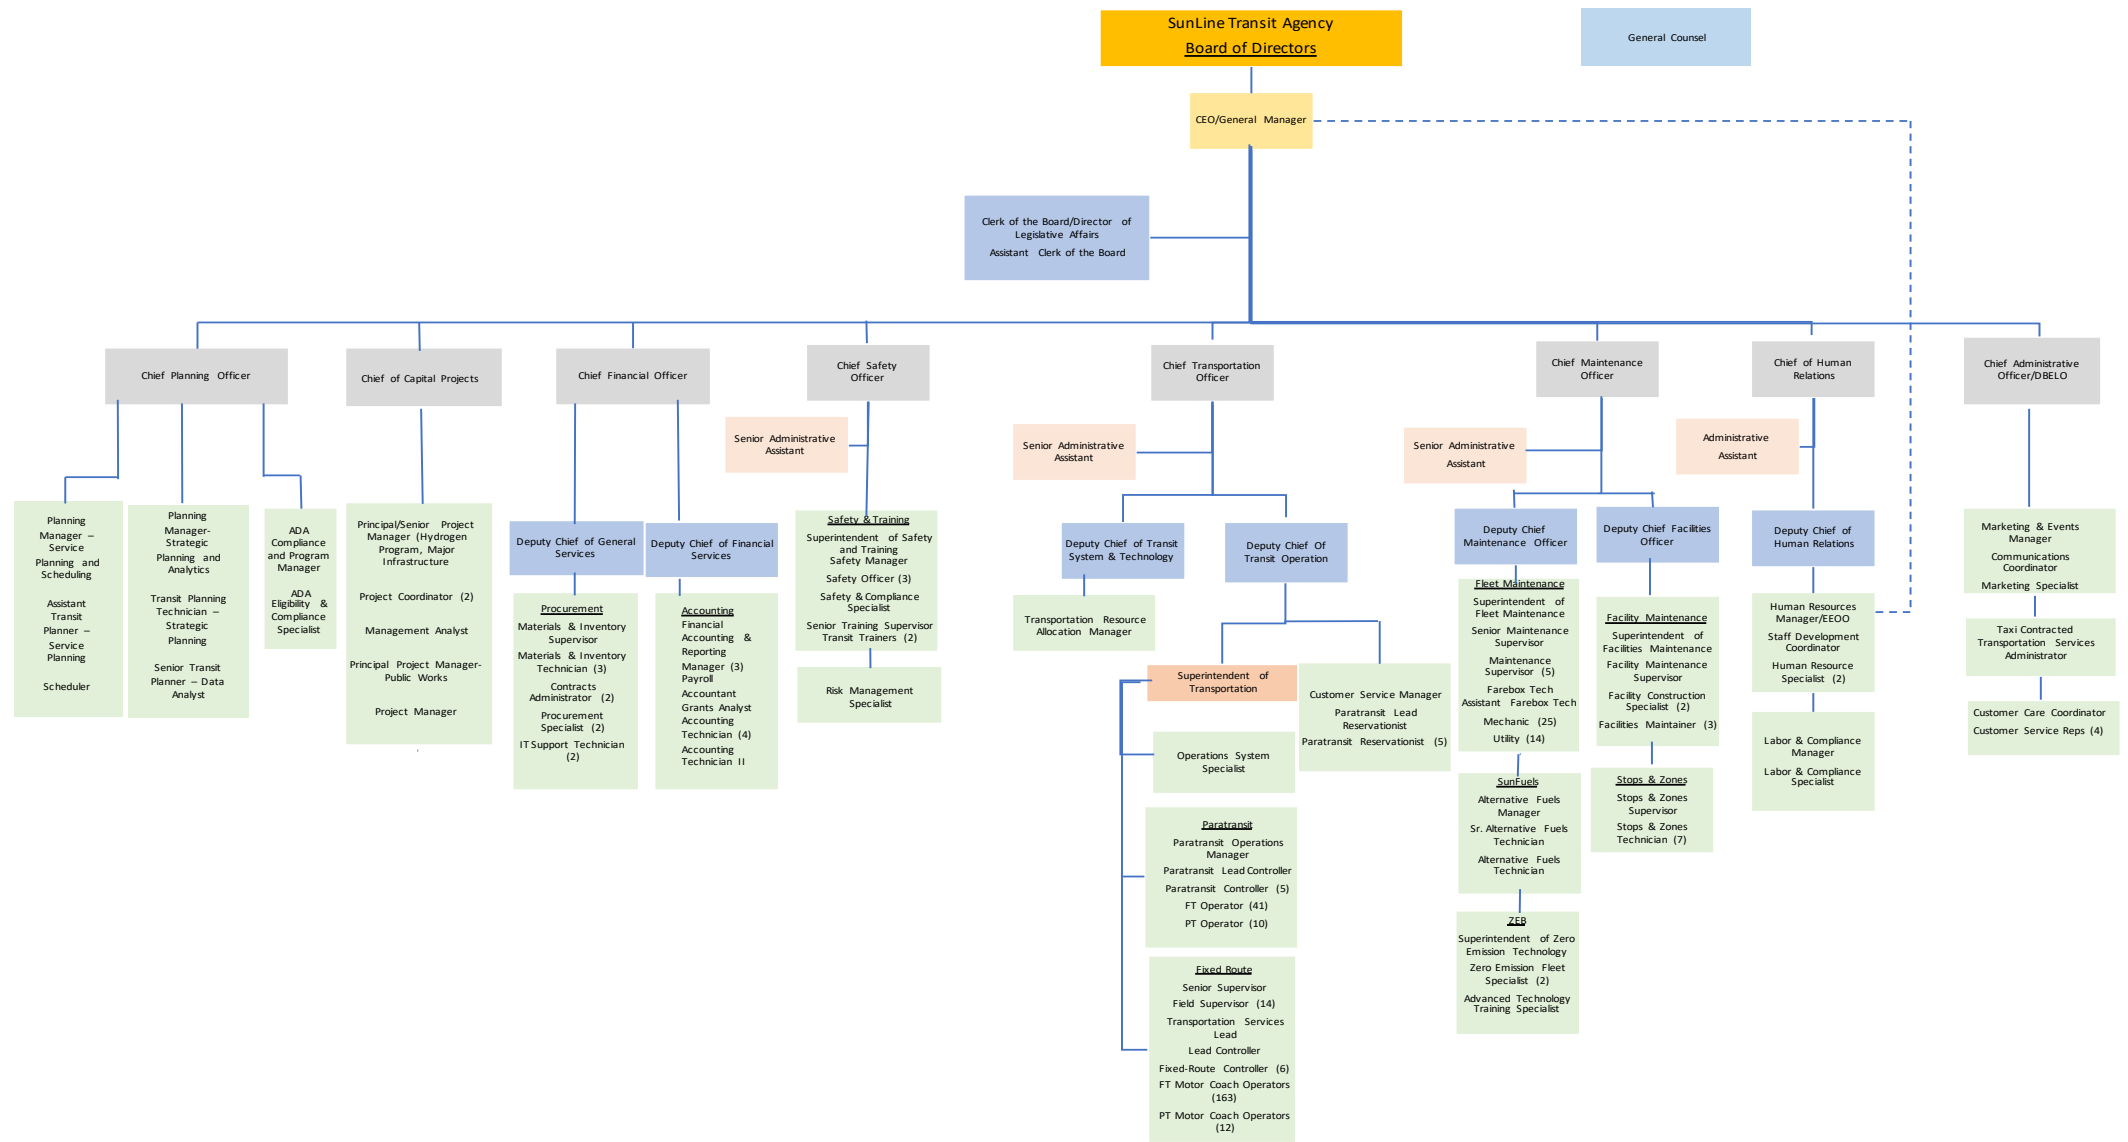 SunLine Transit Agency
Board of Directors
General Counsel
CEO/General Manager
Clerk of the Board/Director of
Legislative Affairs
Assistant Clerk of the Board
Chief Planning Officer
Chief of Capital Projects
Chief Financial Officer
Chief Safety
Officer
Chief Transportation
Officer
Chief Maintenance
Officer
Chief of Human
Relations
Chief Administrative
Officer/DBELO
Senior Administrative
Assistant
Senior Administrative
Assistant
Senior Administrative
Assistant
Administrative
Assistant
Planning
Manager –
Service
Planning and
Scheduling
Assistant
Transit
Planner –
Service
Planning
Scheduler
Planning
Manager-
Strategic
Planning and
Analytics
Transit Planning
Technician –
Strategic
Planning
Senior Transit
Planner – Data
Analyst
ADA
Compliance
and Program
Manager
ADA
Eligibility &
Compliance
Specialist
Principal/Senior Project
Manager (Hydrogen
Program, Major
Infrastructure
Project Coordinator (2)
Management Analyst
Principal Project Manager-
Public Works
Project Manager
.
Deputy Chief of General
Services
Procurement
Materials & Inventory
Supervisor
Materials & Inventory
Technician (3)
Contracts
Administrator (2)
Procurement
Specialist (2)
IT Support Technician
(2)
Deputy Chief of Financial
Services
Accounting
Financial
Accounting &
Reporting
Manager (3)
Payroll
Accountant
Grants Analyst
Accounting
Technician (4)
Accounting
Technician II
Safety & Training
Superintendent of Safety
and Training
Safety Manager
Safety Officer (3)
Safety & Compliance
Specialist
Senior Training Supervisor
Transit Trainers (2)
Risk Management
Specialist
Deputy Chief of Transit
System & Technology
Transportation Resource
Allocation Manager
Deputy Chief Of
Transit Operation
Superintendent of
Transportation
Customer Service Manager
Paratransit Lead
Reservationist
Paratransit Reservationist (5)
Operations System
Specialist
Paratransit
Paratransit Operations
Manager
Paratransit Lead Controller
Paratransit Controller (5)
FT Operator (41)
PT Operator (10)
Fixed Route
Senior Supervisor
Field Supervisor (14)
Transportation Services
Lead
Lead Controller
Fixed-Route Controller (6)
FT Motor Coach Operators
(163)
PT Motor Coach Operators
(12)
Deputy Chief
Maintenance Officer
Fleet Maintenance
Superintendent of
Fleet Maintenance
Senior Maintenance
Supervisor
Maintenance
Supervisor (5)
Farebox Tech
Assistant Farebox Tech
Mechanic (25)
Utility (14)
SunFuels
Alternative Fuels
Manager
Sr. Alternative Fuels
Technician
Alternative Fuels
Technician
ZEB
Superintendent of Zero
Emission Technology
Zero Emission Fleet
Specialist (2)
Advanced Technology
Training Specialist
Deputy Chief Facilities
Officer
Facility Maintenance
Superintendent of
Facilities Maintenance
Facility Maintenance
Supervisor
Facility Construction
Specialist (2)
Facilities Maintainer (3)
Stops & Zones
Stops & Zones
Supervisor
Stops & Zones
Technician (7)
Deputy Chief of
Human Relations
Human Resources
Manager/EEOO
Staff Development
Coordinator
Human Resource
Specialist (2)
Labor & Compliance
Manager
Labor & Compliance
Specialist
Marketing & Events
Manager
Communications
Coordinator
Marketing Specialist
Taxi Contracted
Transportation Services
Administrator
Customer Care Coordinator
Customer Service Reps (4)